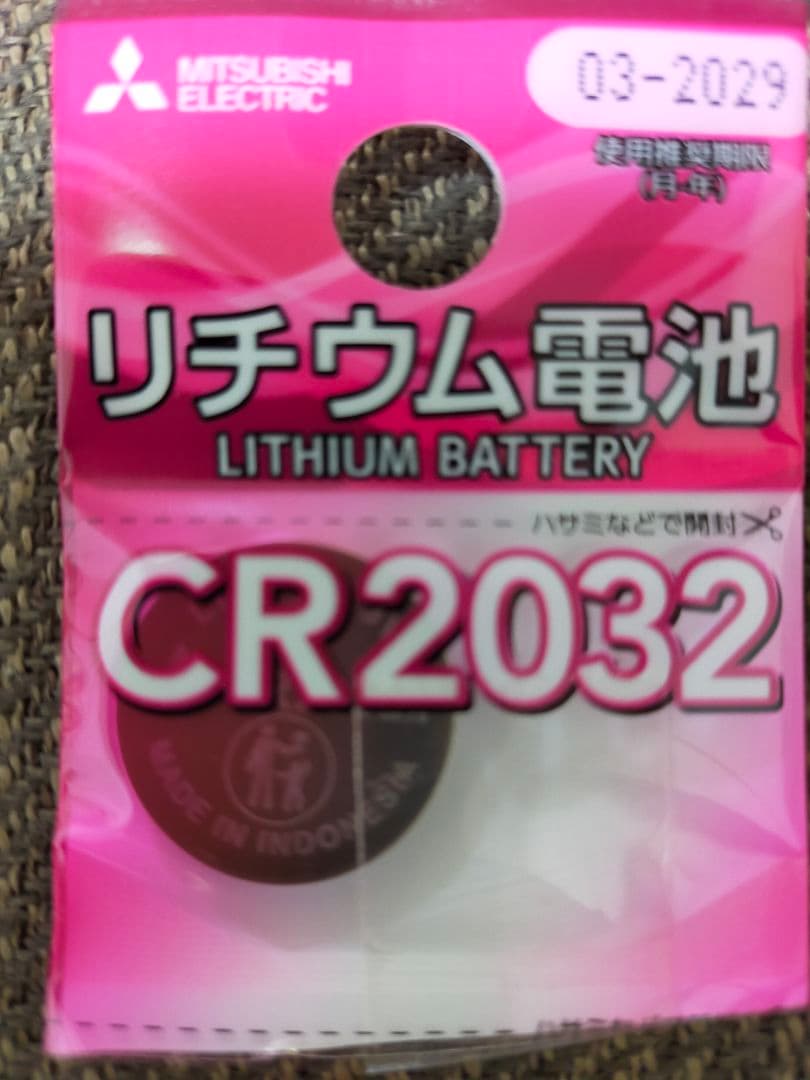 MITSUBISHI
ELECTRIC
03-2029
使用推奨期限
(月-年)
リチウム電池
LITHIUM BATTERY
ハサミなどで開封
CR2032
MADE IN INDONESIA